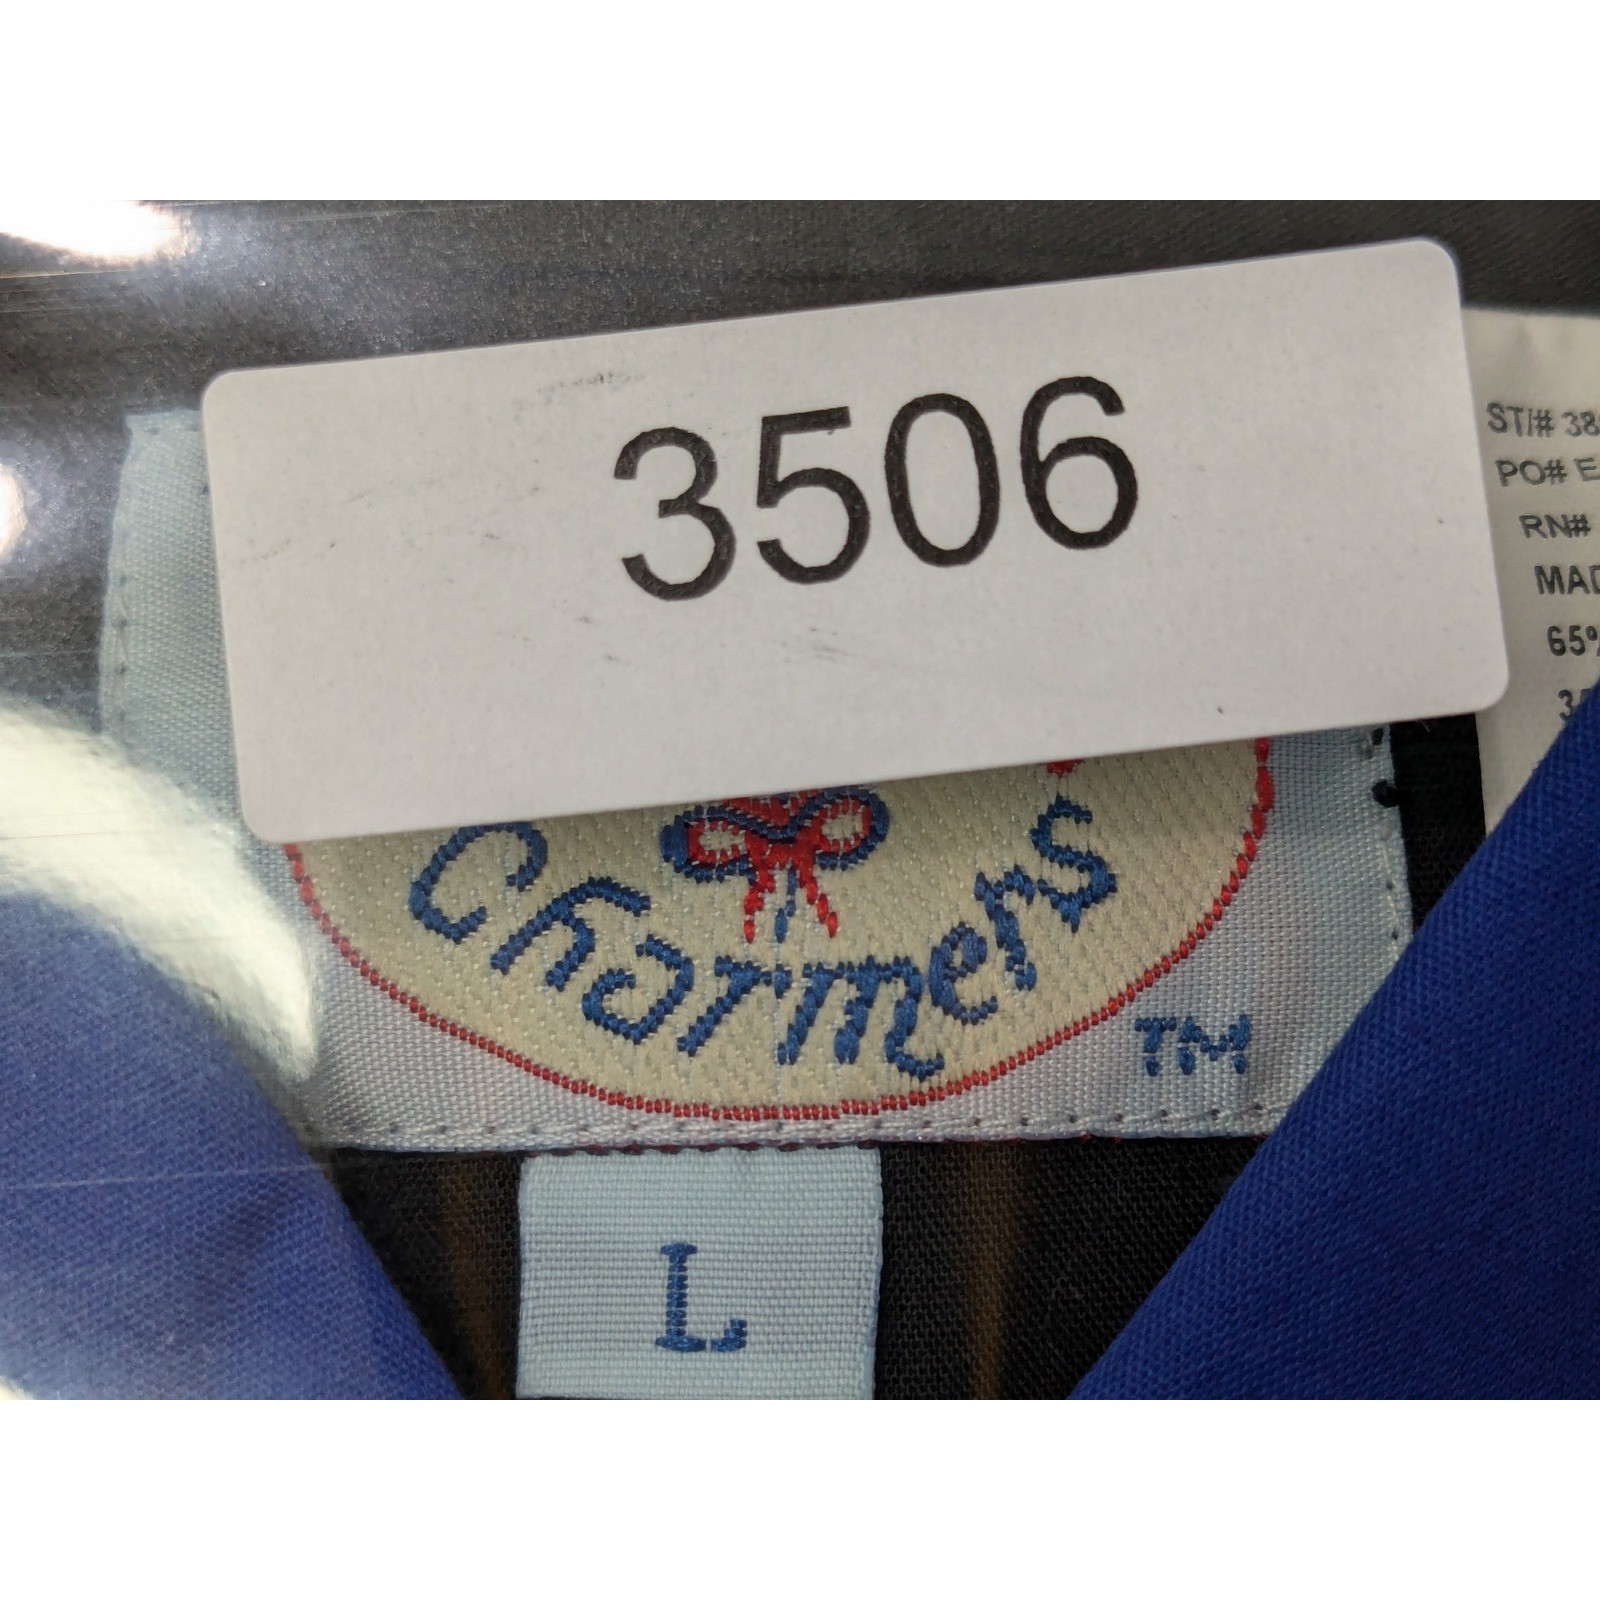 3506
ST/# 38
PO# E
RN#
MAD
65%
Charmers
TM
L